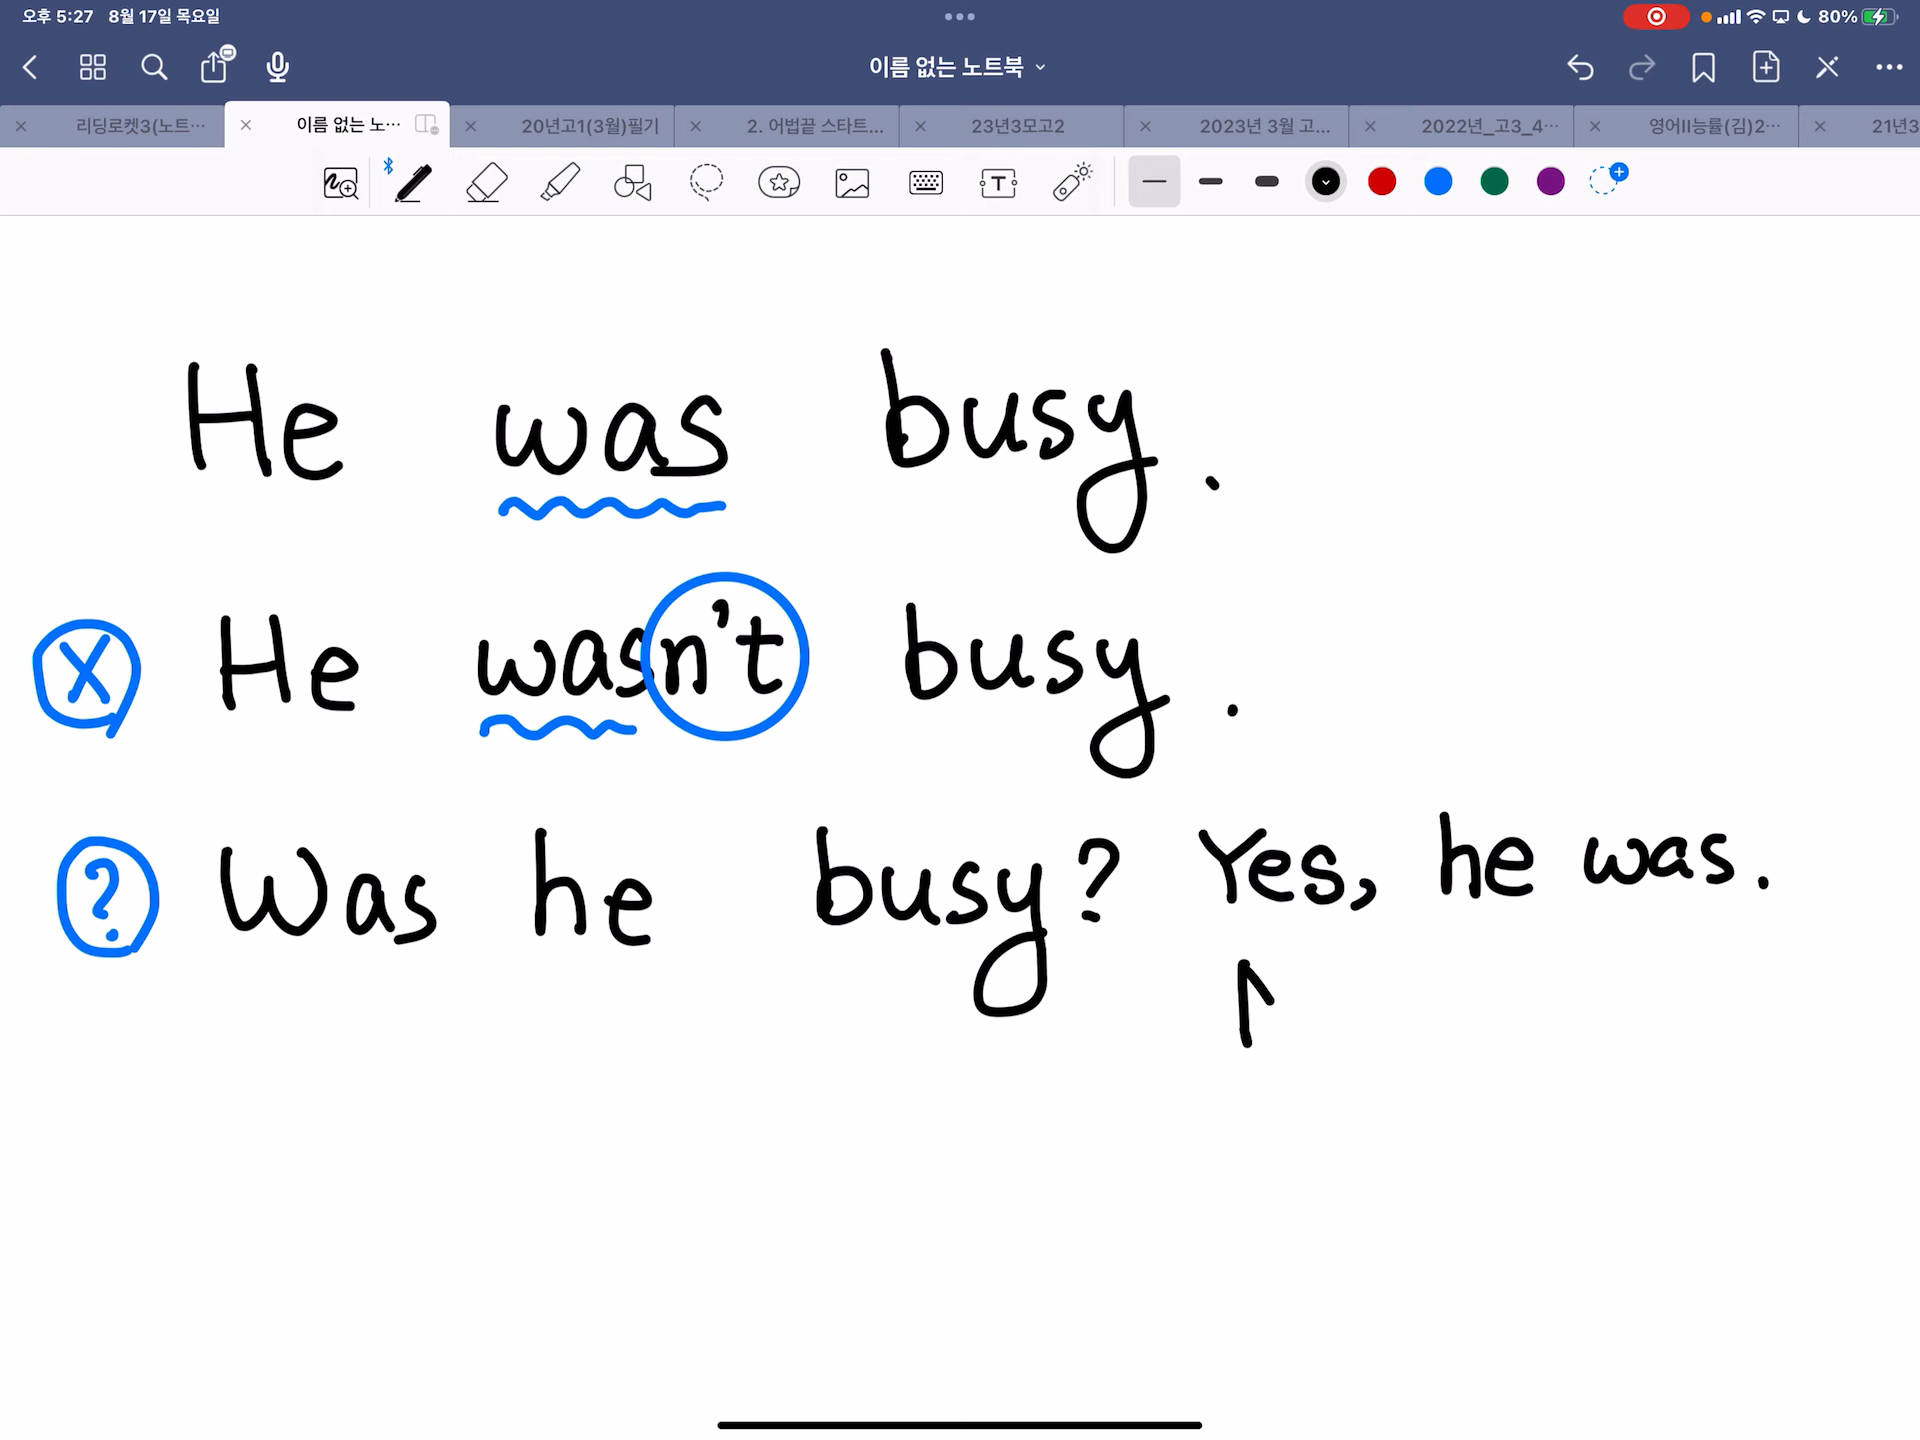 오후 5:27 8월 17일 목요일 80%
이름 없는 노트북
리딩로켓3(노트··· 이름 없는 노··· 20년고1(3월)필기 2. 어법끝 스타트... 23년3모고2 2023년 3월 고... 2022년_고3_4··· 영어II능률(김)2··· 21년3
T
He was busy.
X He wasn't busy.
? Was he busy? Yes, he was.